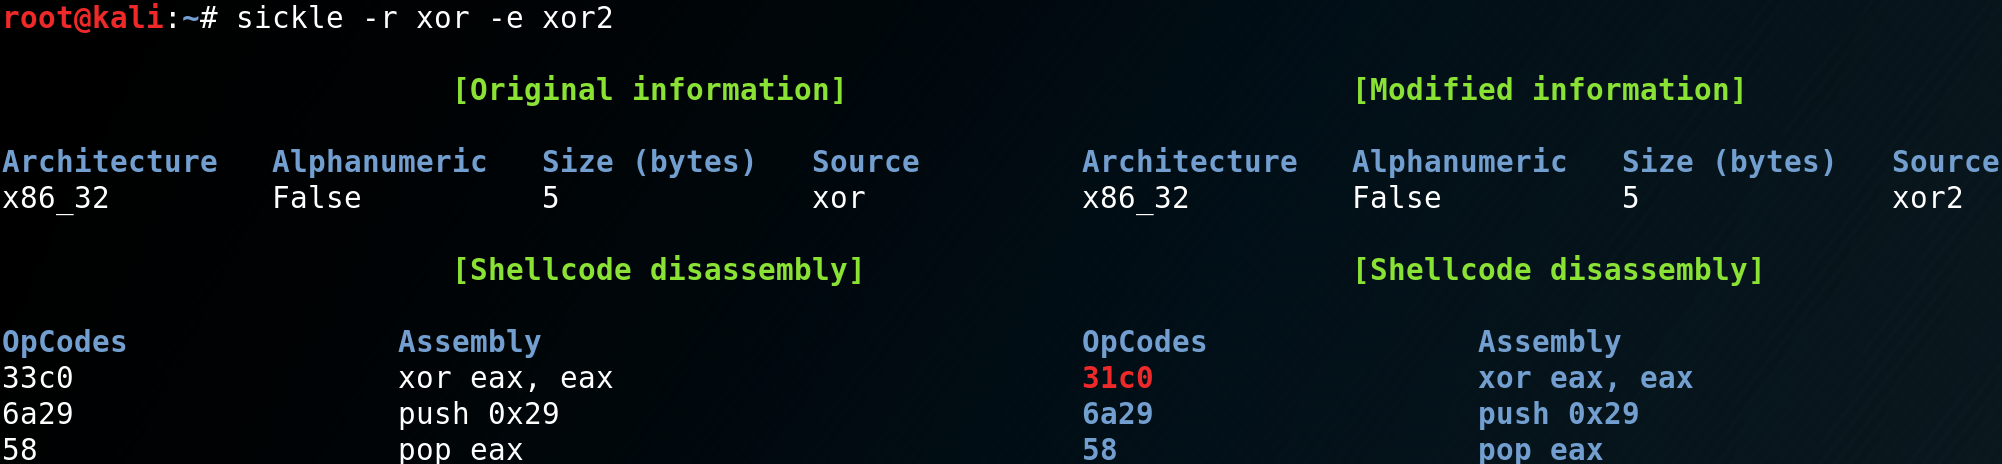 root@kali:~# sickle -r xor -e xor2
[Original information] [Modified information]
Architecture Alphanumeric Size (bytes) Source Architecture Alphanumeric Size (bytes) Source
x86_32 False 5 xor x86_32 False 5 xor2
[Shellcode disassembly] [Shellcode disassembly]
OpCodes Assembly OpCodes Assembly
33c0 xor eax, eax 31c0 xor eax, eax
6a29 push 0x29 6a29 push 0x29
58 pop eax 58 pop eax